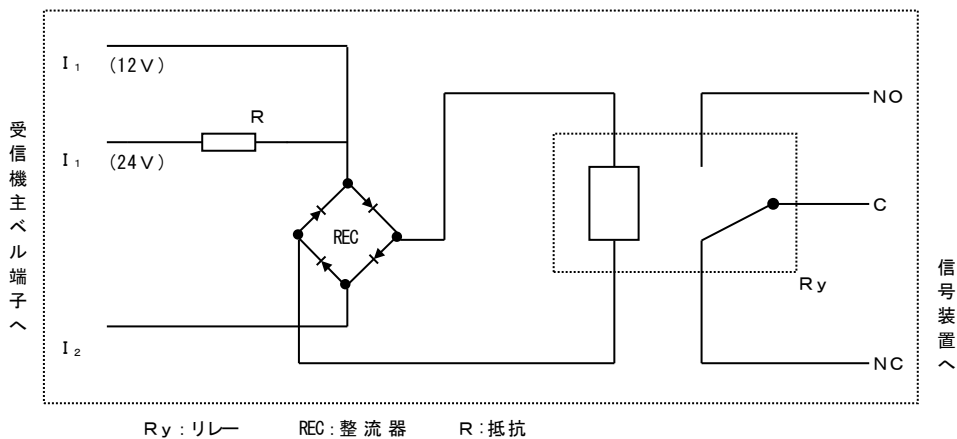 受信機主ベル端子へ
I₁ (12V)
R
I₁ (24V)
REC
I₂
NO
C
Ry
NC
信号装置へ
Ry:リレー REC:整流器 R:抵抗